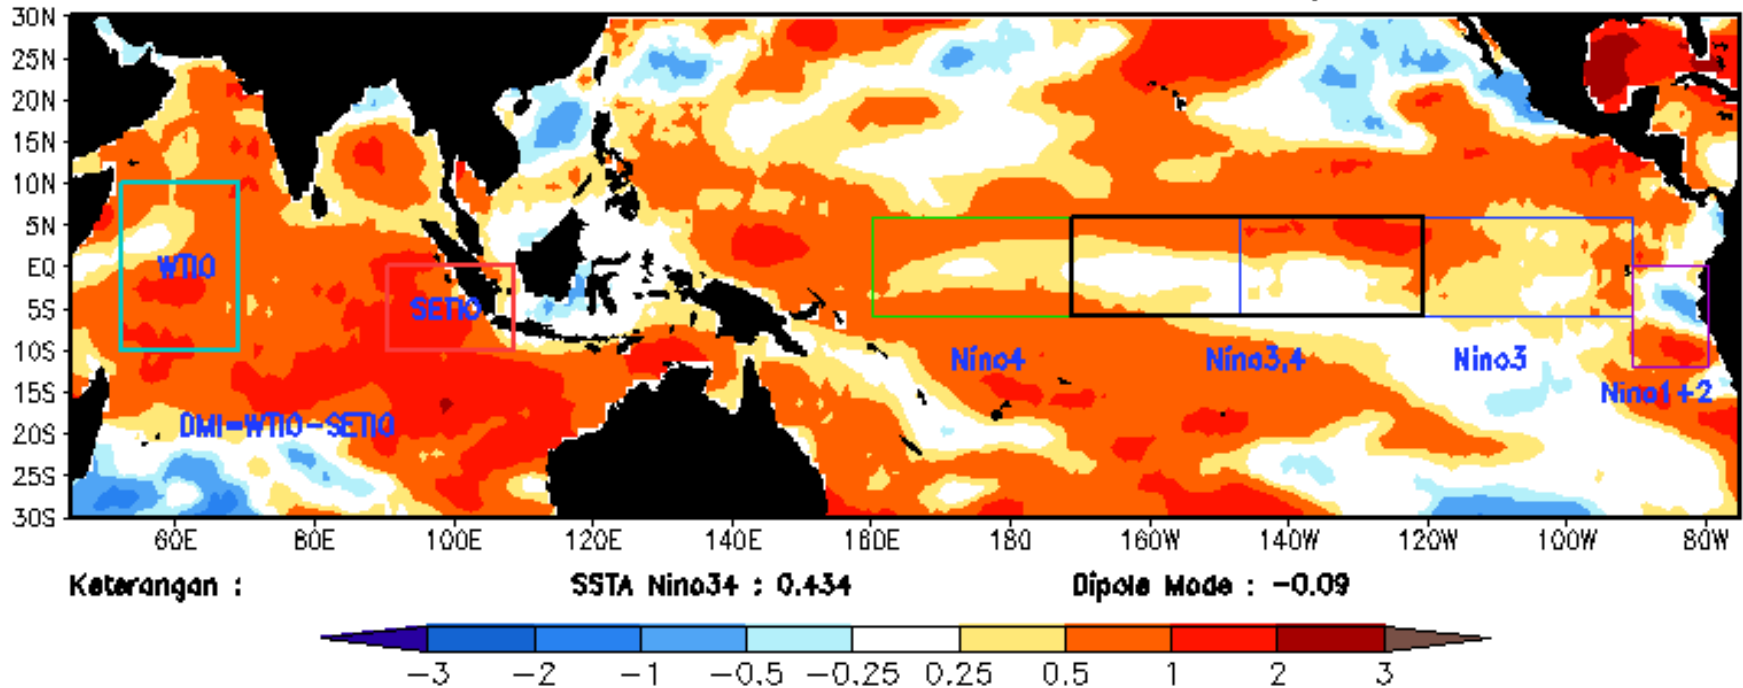 30N
25N
20N
15N
10N
5N
EQ
5S
10S
15S
20S
25S
30S
WTIO
SETIO
DMI=WTIO-SETIO
Nino4
Nino3,4
Nino3
Nino1+2
60E 80E 100E 120E 140E 160E 180 160W 140W 120W 100W 80W
Keterangan : SSTA Nino34 : 0.434 Dipole Mode : -0.09
-3 -2 -1 -0.5 -0.25 0.25 0.5 1 2 3